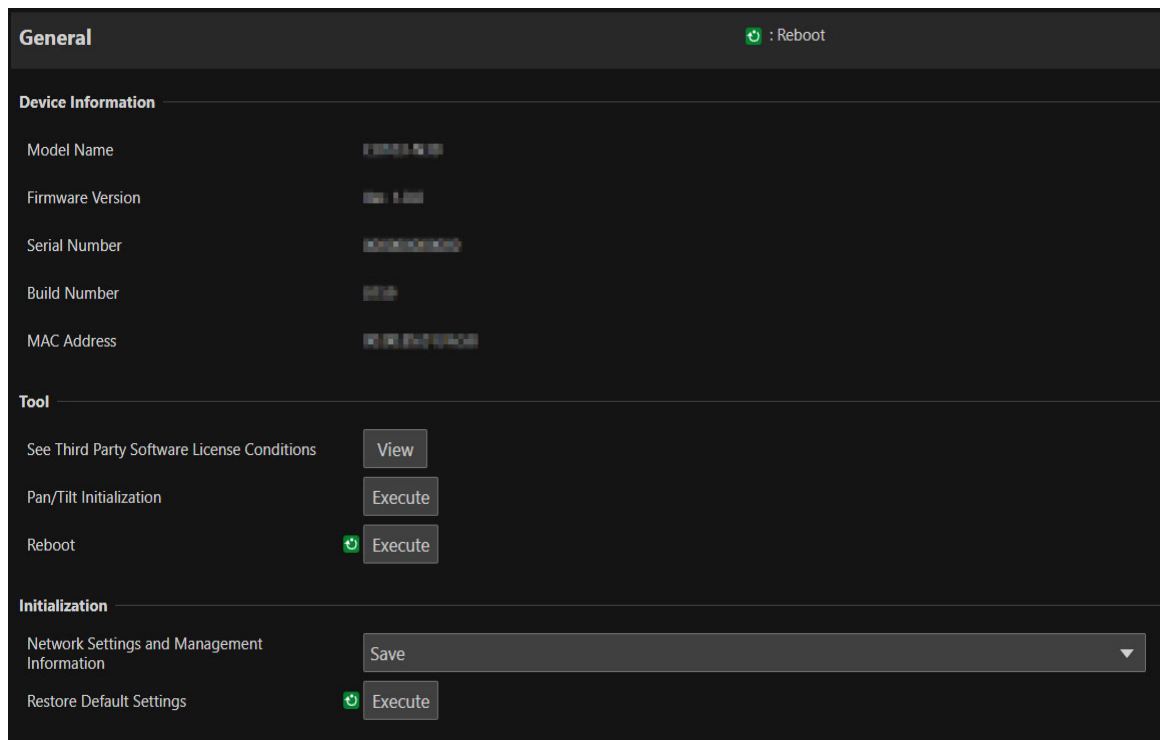 General
: Reboot
Device Information
Model Name
Firmware Version
Serial Number
Build Number
MAC Address
Tool
See Third Party Software License Conditions
View
Pan/Tilt Initialization
Execute
Reboot
Execute
Initialization
Network Settings and Management
Information
Save
Restore Default Settings
Execute